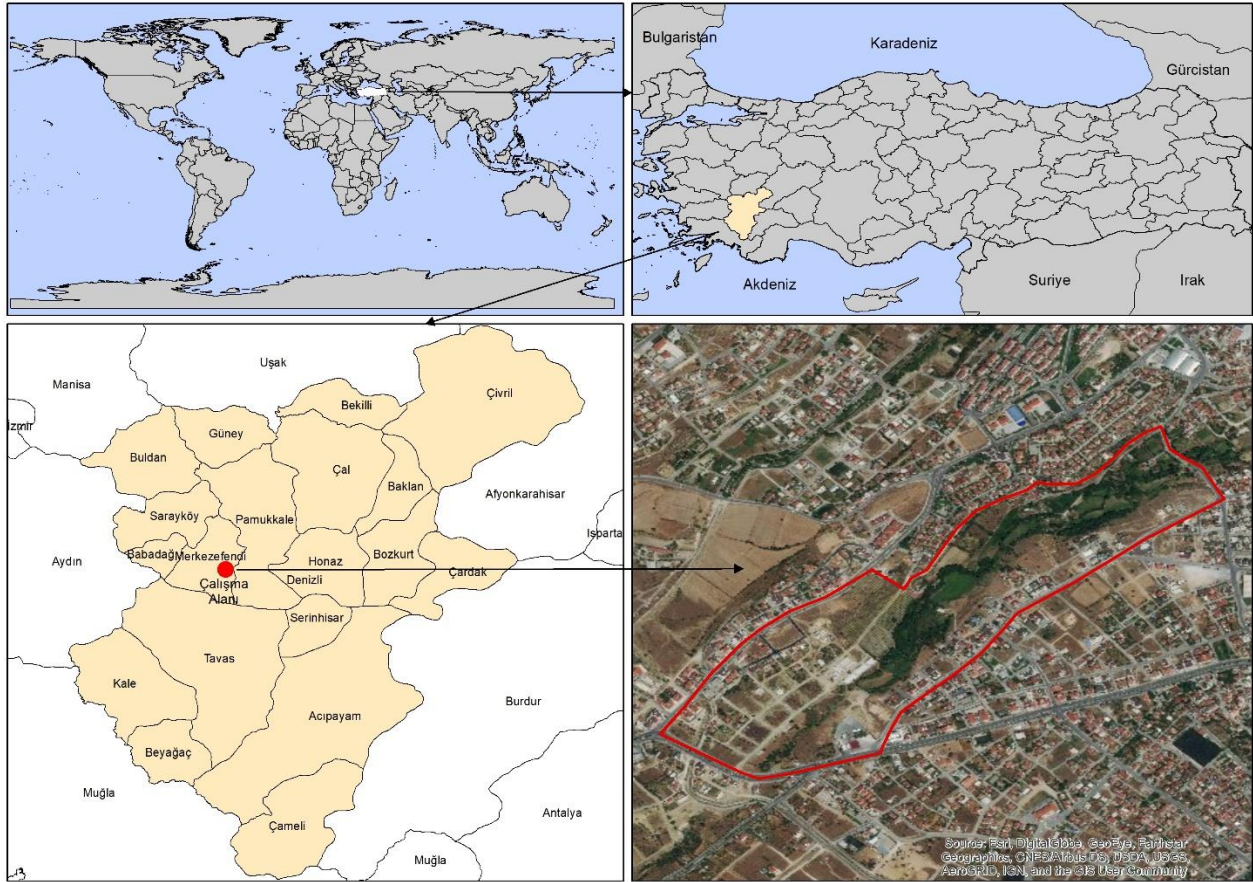 Bulgaristan
Karadeniz
Gürcistan
Akdeniz
Suriye
Irak
Uşak
Manisa
İzmir
Çivril
Bekilli
Güney
Buldan
Çal
Baklan
Afyonkarahisar
Sarayköy
Pamukkale
Isparta
Aydın
Babadağ
Merkezefendi
Honaz
Bozkurt
Çardak
Denizli
Çalışma
Alanı
Serinhisar
Tavas
Kale
Acıpayam
Burdur
Beyağaç
Muğla
Antalya
Çameli
Muğla
Source: Esri, DigitalGlobe, GeoEye, Earthstar
Geographics, CNES/Airbus DS, USDA, USGS,
AeroGRID, IGN, and the GIS User Community